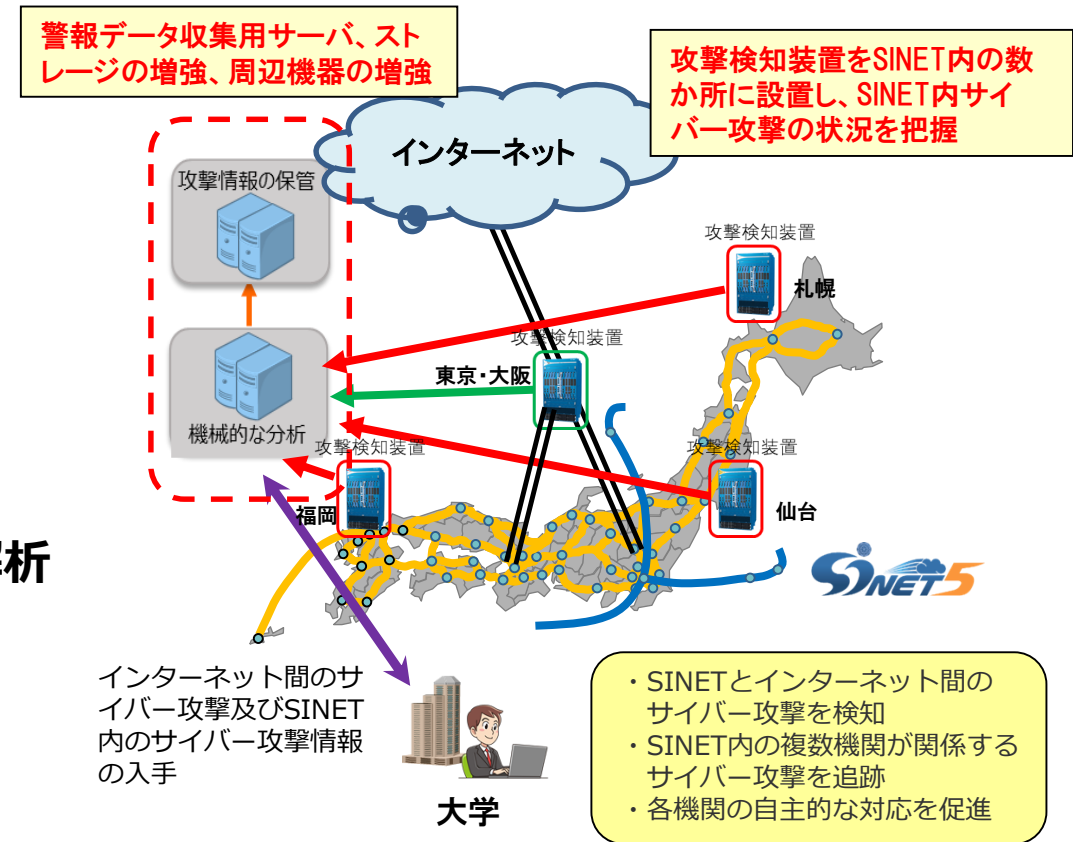 警報データ収集用サーバ、スト
レージの増強、周辺機器の増強
攻撃検知装置をSINET内の数
か所に設置し、SINET内サイ
バー攻撃の状況を把握
インターネット
攻撃情報の保管
攻撃検知装置
札幌
攻撃検知装置
東京・大阪
機械的な分析
攻撃検知装置
福岡
攻撃検知装置
仙台
析
SINET5
インターネット間のサ
イバー攻撃及びSINET
内のサイバー攻撃情報
の入手
大学
・SINETとインターネット間の
サイバー攻撃を検知
・SINET内の複数機関が関係する
サイバー攻撃を追跡
・各機関の自主的な対応を促進